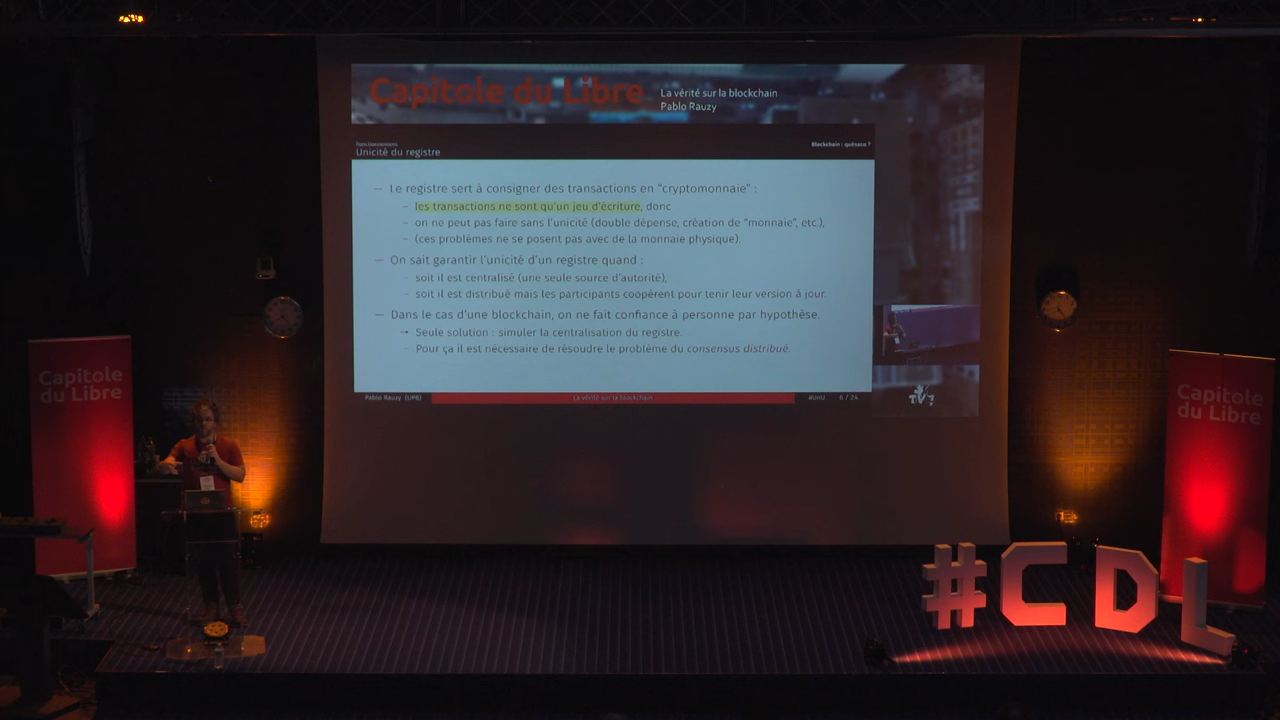 Capitole du Libre
La vérité sur la blockchain
Pablo Rauzy
Fonctionnement
Unicité du registre
Blockchain : quésaco ?
— Le registre sert à consigner des transactions en "cryptomonnaie" :
– les transactions ne sont qu'un jeu d'écriture, donc
– on ne peut pas faire sans l'unicité (double dépense, création de "monnaie", etc.),
– (ces problèmes ne se posent pas avec de la monnaie physique).
— On sait garantir l'unicité d'un registre quand :
– soit il est centralisé (une seule source d'autorité),
– soit il est distribué mais les participants coopèrent pour tenir leur version à jour.
— Dans le cas d'une blockchain, on ne fait confiance à personne par hypothèse.
→ Seule solution : simuler la centralisation du registre.
– Pour ça il est nécessaire de résoudre le problème du consensus distribué.
Pablo Rauzy (UP8)
La vérité sur la blockchain
6 / 24
Capitole
du Libre
Capitole
du Libre
#CDL